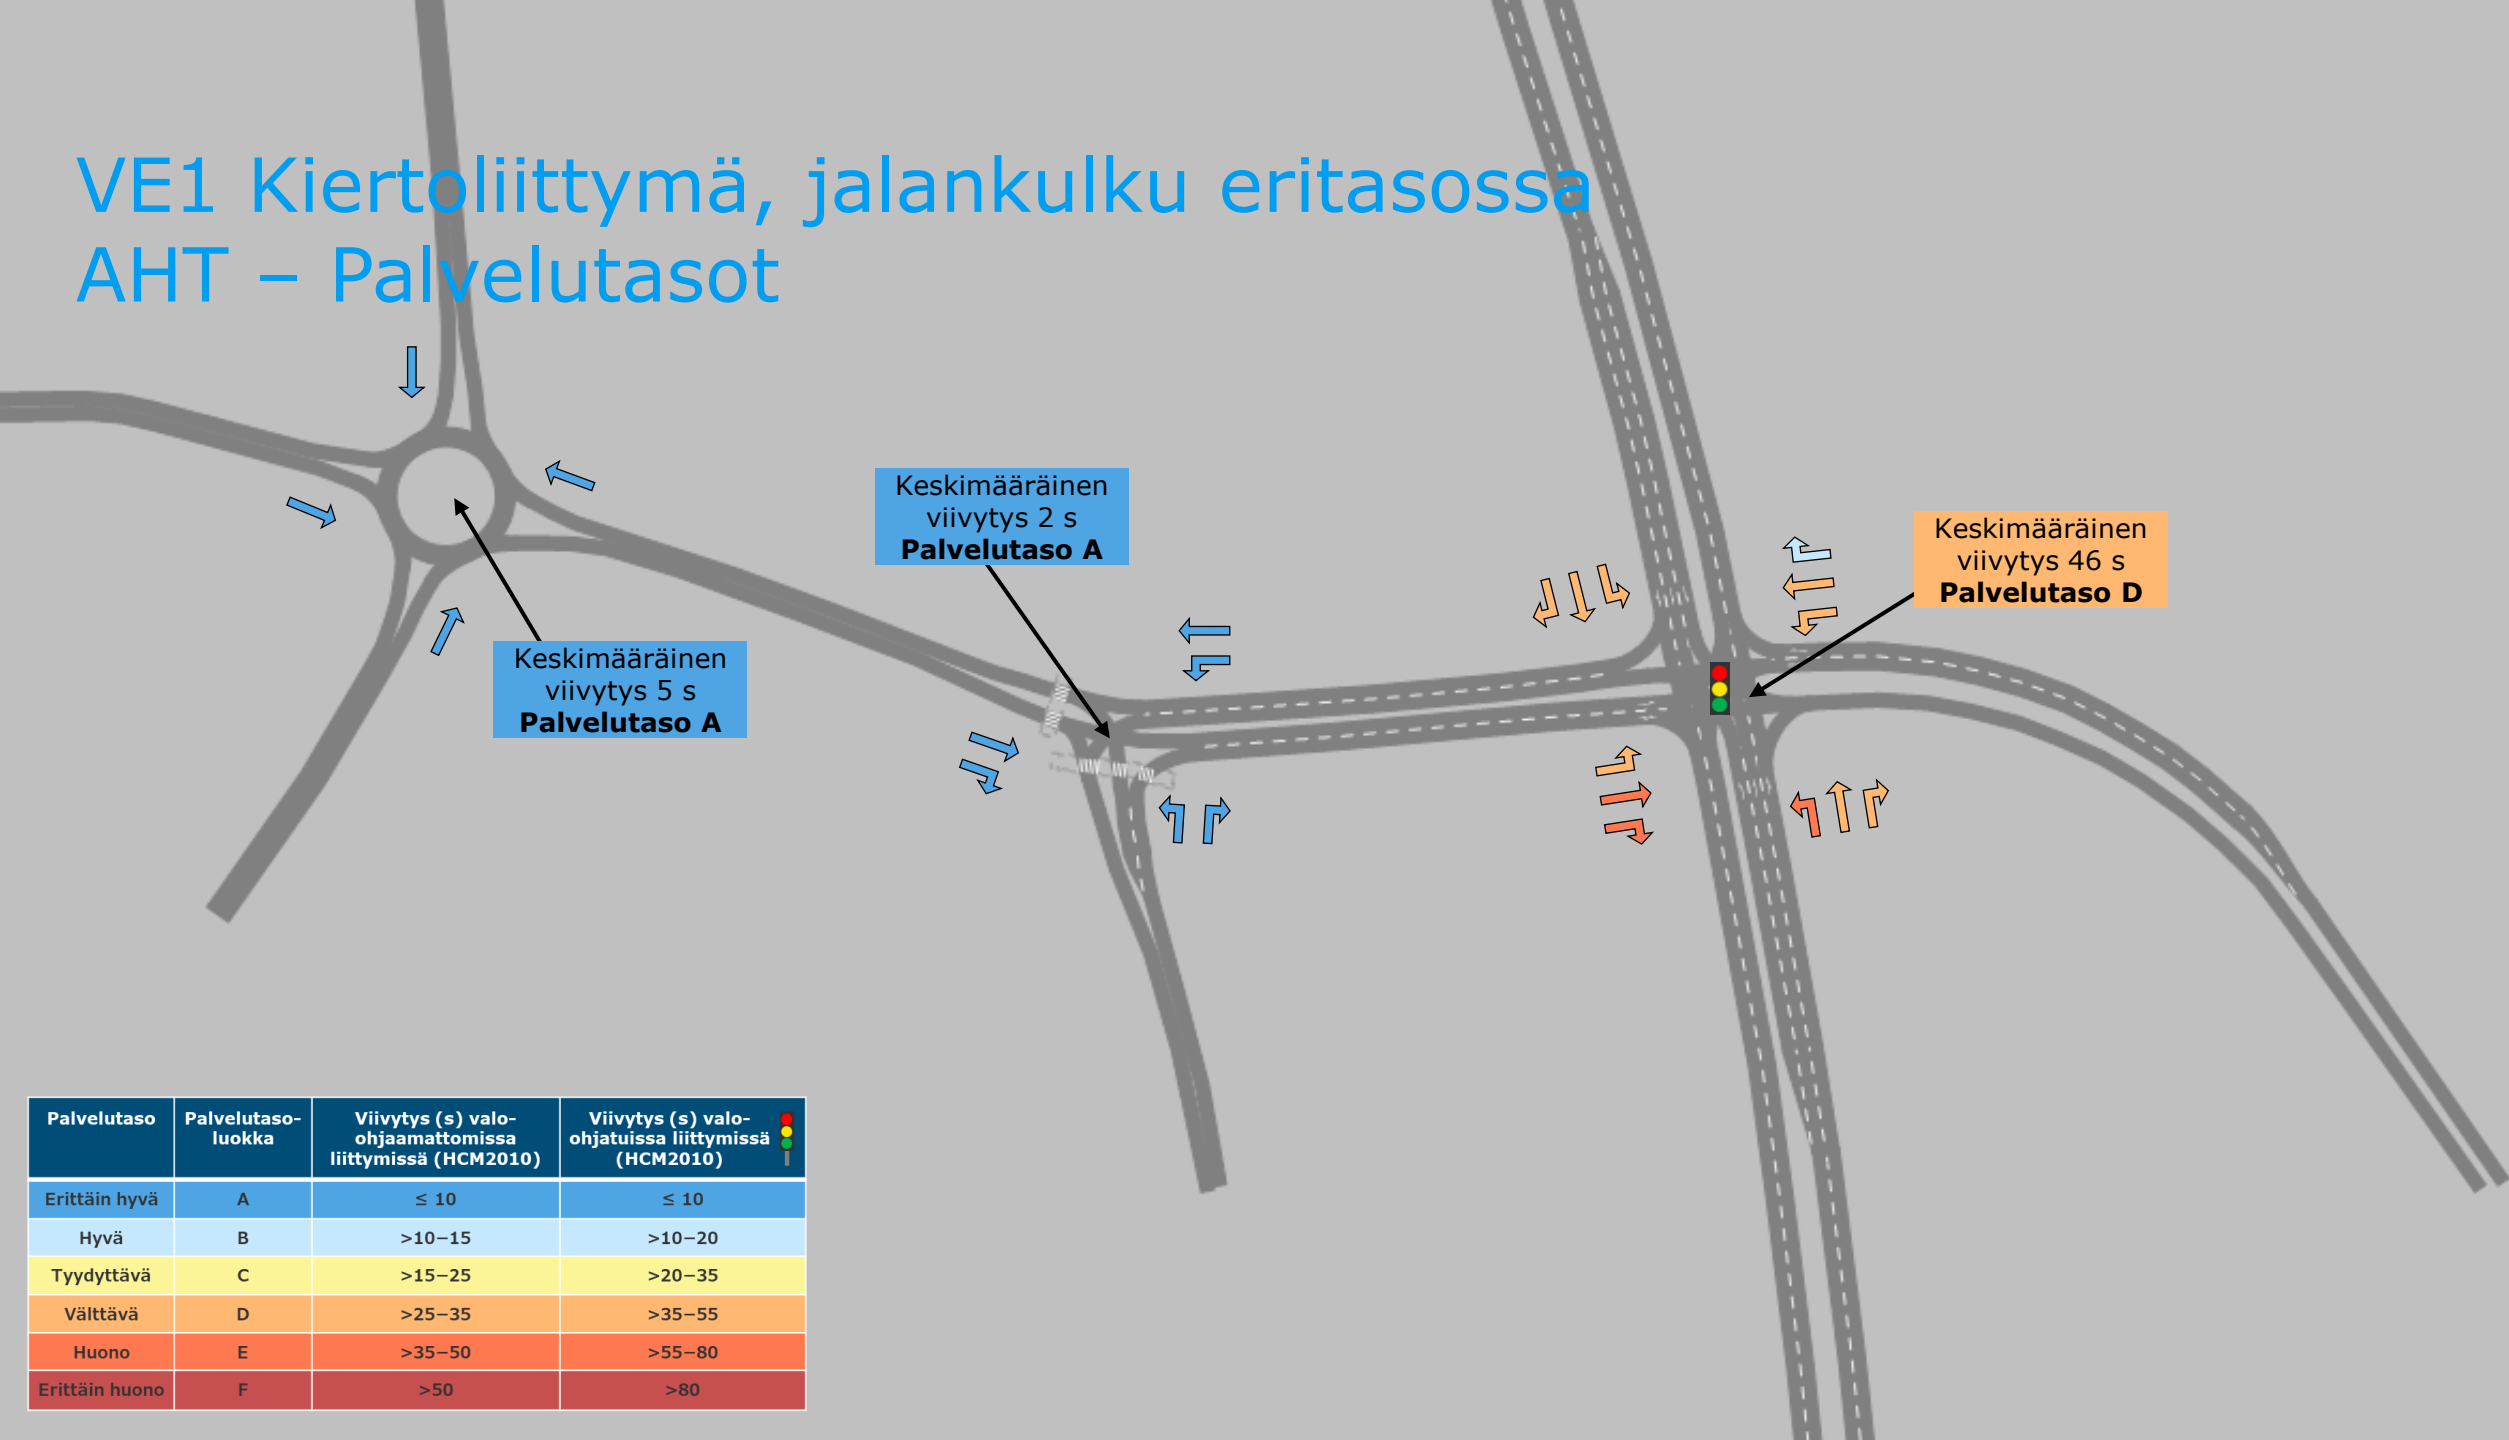 VE1 Kiertoliittymä, jalankulku eritasossa
AHT – Palvelutasot
Keskimääräinen
viivytys 2 s
Palvelutaso A
Keskimääräinen
viivytys 46 s
Palvelutaso D
Keskimääräinen
viivytys 5 s
Palvelutaso A
Palvelutaso
Palvelutaso-
luokka
Viivytys (s) valo-
ohjaamattomissa
liittymissä (HCM2010)
Viivytys (s) valo-
ohjatuissa liittymissä
(HCM2010)
Erittäin hyvä A ≤ 10 ≤ 10
Hyvä B >10–15 >10–20
Tyydyttävä C >15–25 >20–35
Välttävä D >25–35 >35–55
Huono E >35–50 >55–80
Erittäin huono F >50 >80